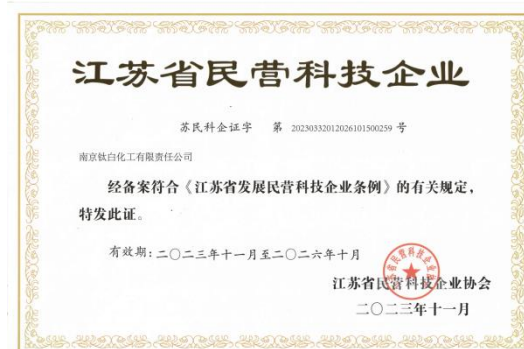 江苏省民营科技企业
苏民科企证字 第 20230332012026101500259 号
南京钛白化工有限责任公司
经备案符合《江苏省发展民营科技企业条例》的有关规定，
特发此证。
有效期：二〇二三年十一月至二〇二六年十月
江苏省民营科技企业协会
二〇二三年十一月